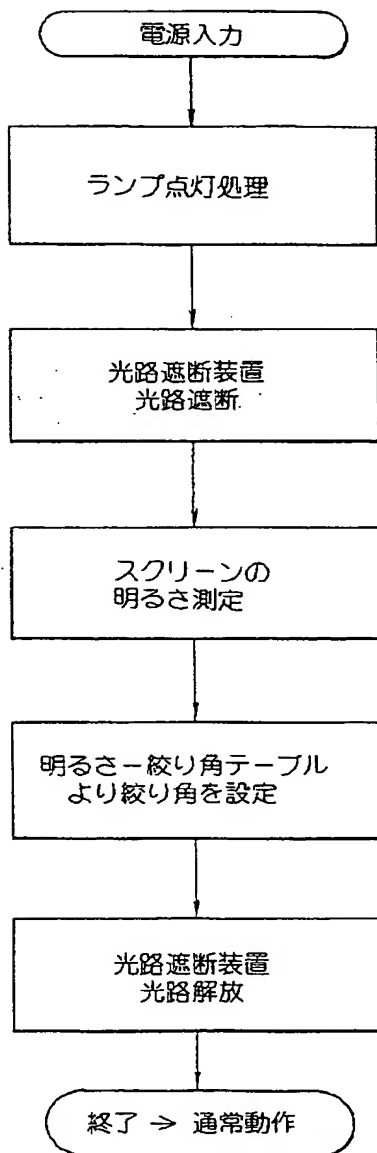 電源入力
ランプ点灯処理
光路遮断装置
光路遮断
スクリーンの
明るさ測定
明るさー絞り角テーブル
より絞り角を設定
光路遮断装置
光路解放
終了 → 通常動作